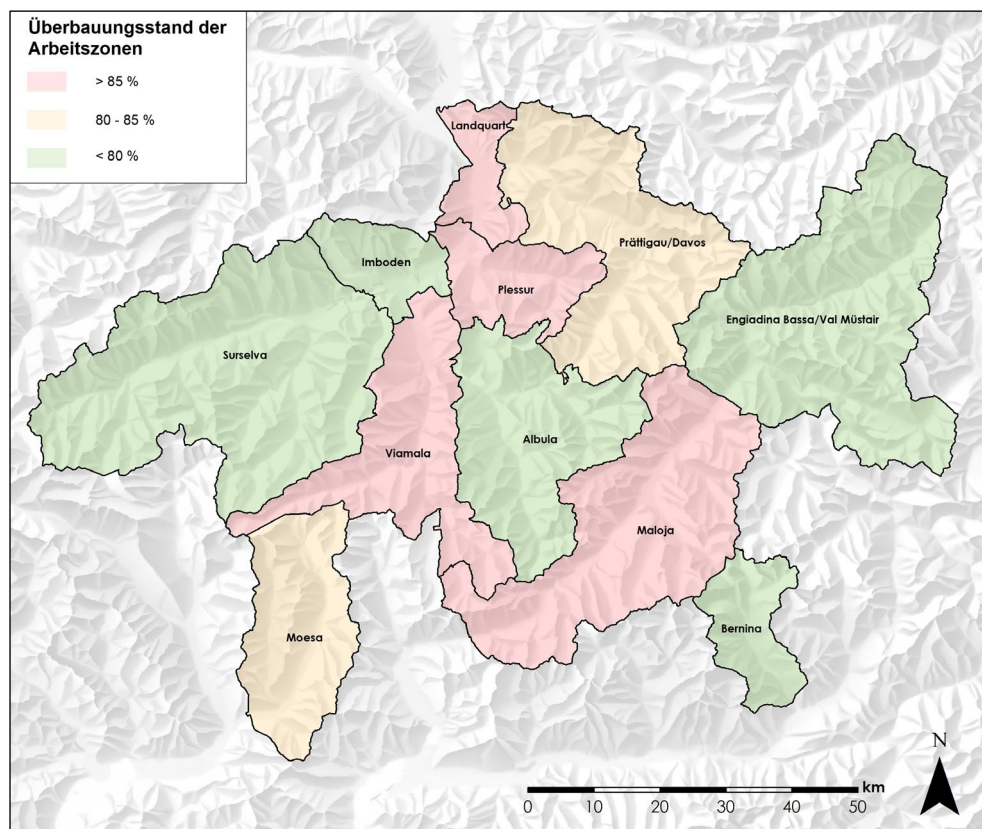 Überbauungsstand der
Arbeitszonen
> 85 %
80 - 85 %
< 80 %
Landquart
Prättigau/Davos
Imboden
Plessur
Engiadina Bassa/Val Müstair
Surselva
Albula
Viamala
Maloja
Bernina
Moesa
N
km
0 10 20 30 40 50